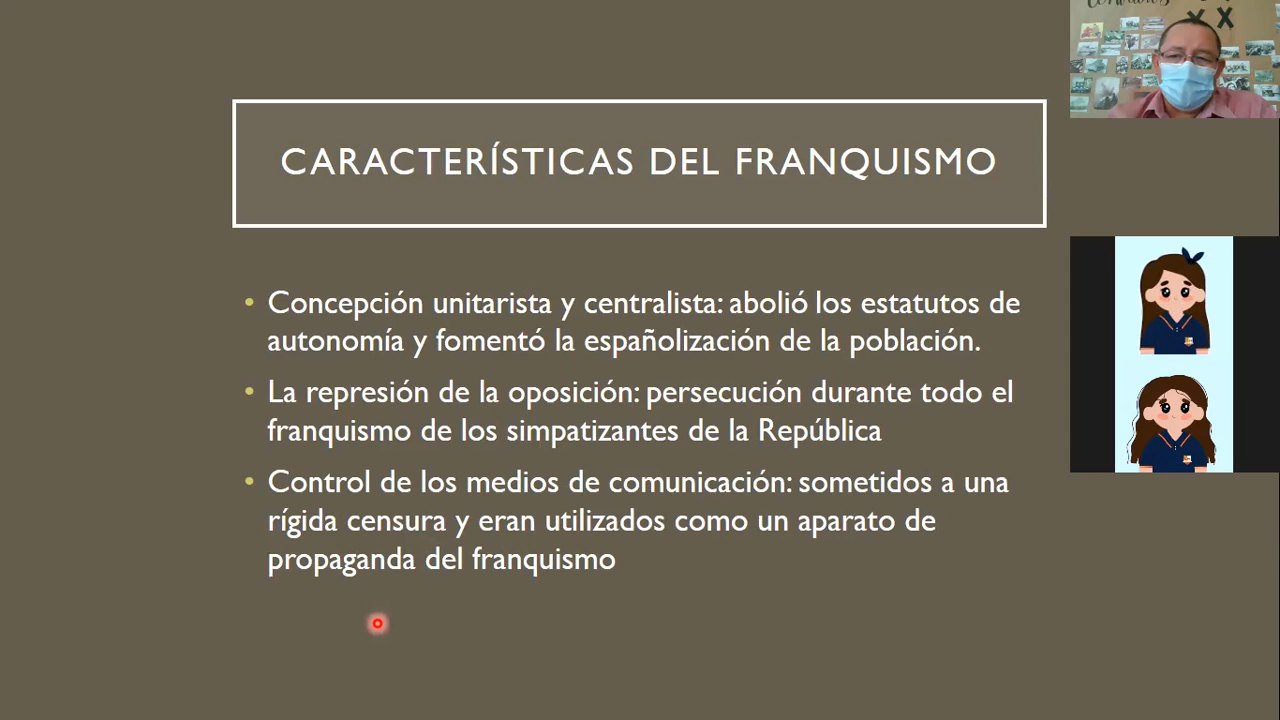 CARACTERÍSTICAS DEL FRANQUISMO
• Concepción unitarista y centralista: abolió los estatutos de
autonomía y fomentó la españolización de la población.
• La represión de la oposición: persecución durante todo el
franquismo de los simpatizantes de la República
• Control de los medios de comunicación: sometidos a una
rígida censura y eran utilizados como un aparato de
propaganda del franquismo